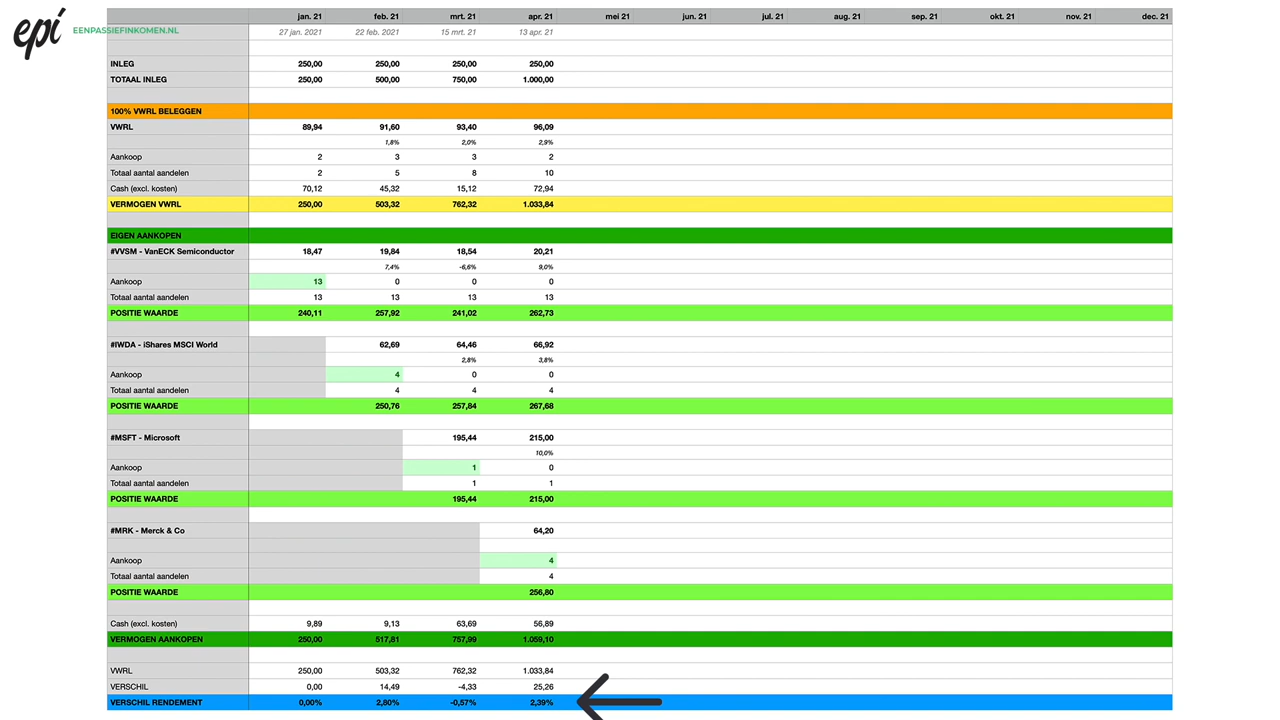 epi
EENPASSIEFINKOMEN.NL
jan. 21 feb. 21 mrt. 21 apr. 21 mei 21 jun. 21 jul. 21 aug. 21 sep. 21 okt. 21 nov. 21 dec. 21
27 jan. 2021 22 feb. 2021 15 mrt. 21 13 apr. 21
INLEG 250,00 250,00 250,00 250,00
TOTAAL INLEG 250,00 500,00 750,00 1.000,00
100% VWRL BELEGGEN
VWRL 89,94 91,60 93,40 96,09
1,8% 2,0% 2,9%
Aankoop 2 3 3 2
Totaal aantal aandelen 2 5 8 10
Cash (excl. kosten) 70,12 45,32 15,12 72,94
VERMOGEN VWRL 250,00 503,32 762,32 1.033,84
EIGEN AANKOPEN
#VVSM - VanECK Semiconductor 18,47 19,84 18,54 20,21
7,4% -6,6% 9,0%
Aankoop 13 0 0 0
Totaal aantal aandelen 13 13 13 13
POSITIE WAARDE 240,11 257,92 241,02 262,73
#IWDA - iShares MSCI World 62,69 64,46 66,92
2,8% 3,8%
Aankoop 4 0 0
Totaal aantal aandelen 4 4 4
POSITIE WAARDE 250,76 257,84 267,68
#MSFT - Microsoft 195,44 215,00
10,0%
Aankoop 1 0
Totaal aantal aandelen 1 1
POSITIE WAARDE 195,44 215,00
#MRK - Merck & Co 64,20
Aankoop 4
Totaal aantal aandelen 4
POSITIE WAARDE 256,80
Cash (excl. kosten) 9,89 9,13 63,69 56,89
VERMOGEN AANKOPEN 250,00 517,81 757,99 1.059,10
VWRL 250,00 503,32 762,32 1.033,84
VERSCHIL 0,00 14,49 -4,33 25,26
VERSCHIL RENDEMENT 0,00% 2,80% -0,57% 2,39%